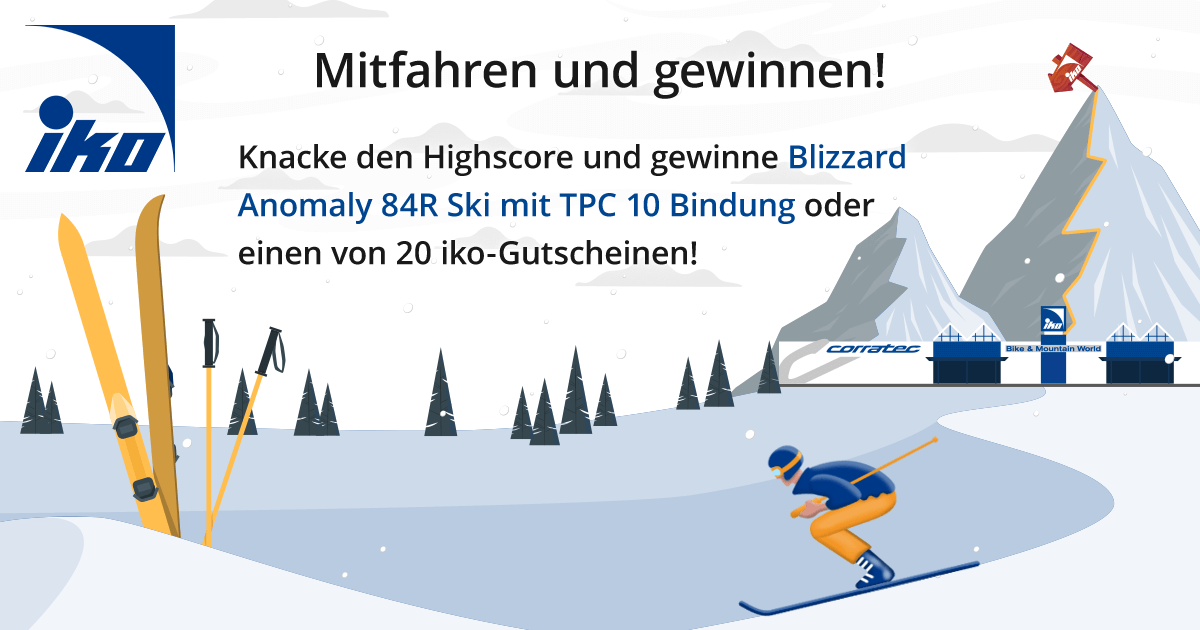 iko
Mitfahren und gewinnen!
Knacke den Highscore und gewinne Blizzard
Anomaly 84R Ski mit TPC 10 Bindung oder
einen von 20 iko-Gutscheinen!
iko
iko
corratec
Bike & Mountain World